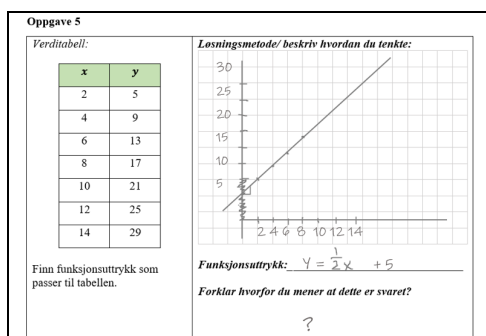 Oppgave 5
Verditabell:
x y
2 5
4 9
6 13
8 17
10 21
12 25
14 29
Finn funksjonsuttrykk som
passer til tabellen.
Løsningsmetode/ beskriv hvordan du tenkte:
30
25
20
15
10
5
2 4 6 8 10 12 14
Funksjonsuttrykk: y = 1/2 x + 5
Forklar hvorfor du mener at dette er svaret?
?